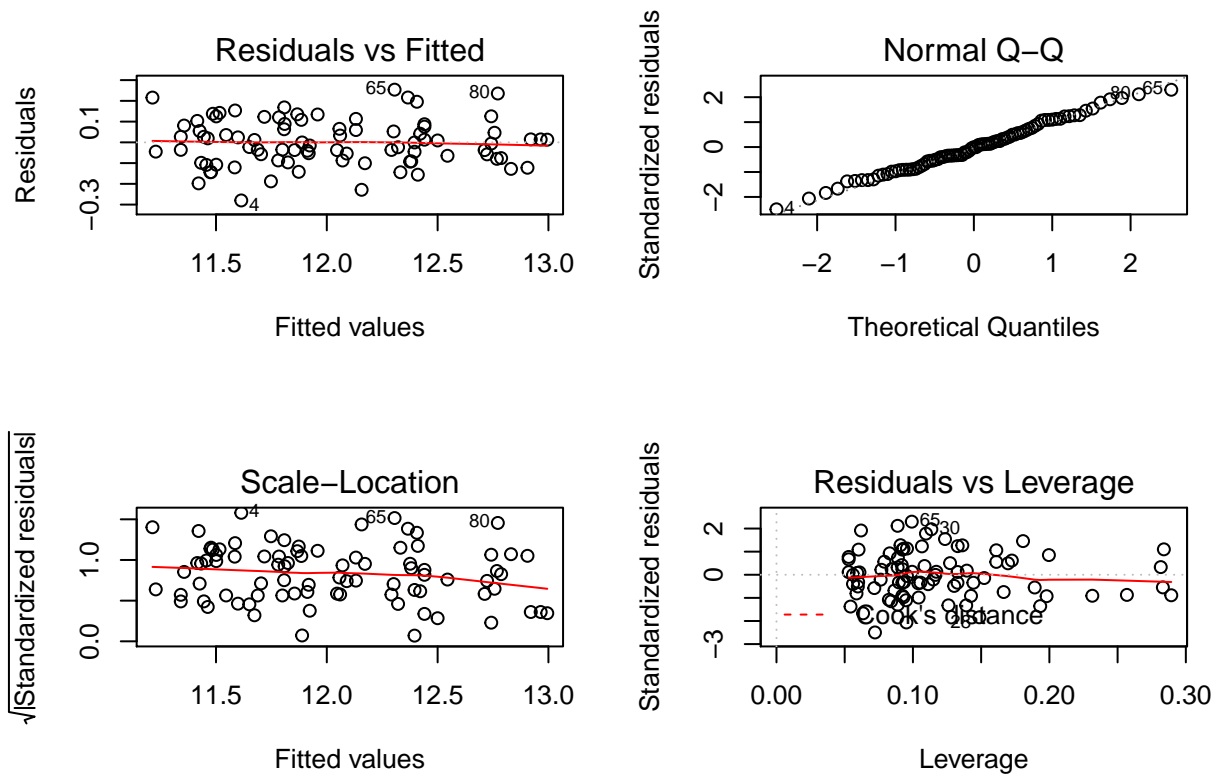 Residuals vs Fitted
Residuals
−0.3
0.1
65
80
4
11.5
12.0
12.5
13.0
Fitted values
Normal Q−Q
Standardized residuals
−2
0
2
80
65
4
−2
−1
0
1
2
Theoretical Quantiles
Scale−Location
√|Standardized residuals|
0.0
1.0
4
65
80
11.5
12.0
12.5
13.0
Fitted values
Residuals vs Leverage
Standardized residuals
−3
0
2
65
30
Cook's distance
0.00
0.10
0.20
0.30
Leverage